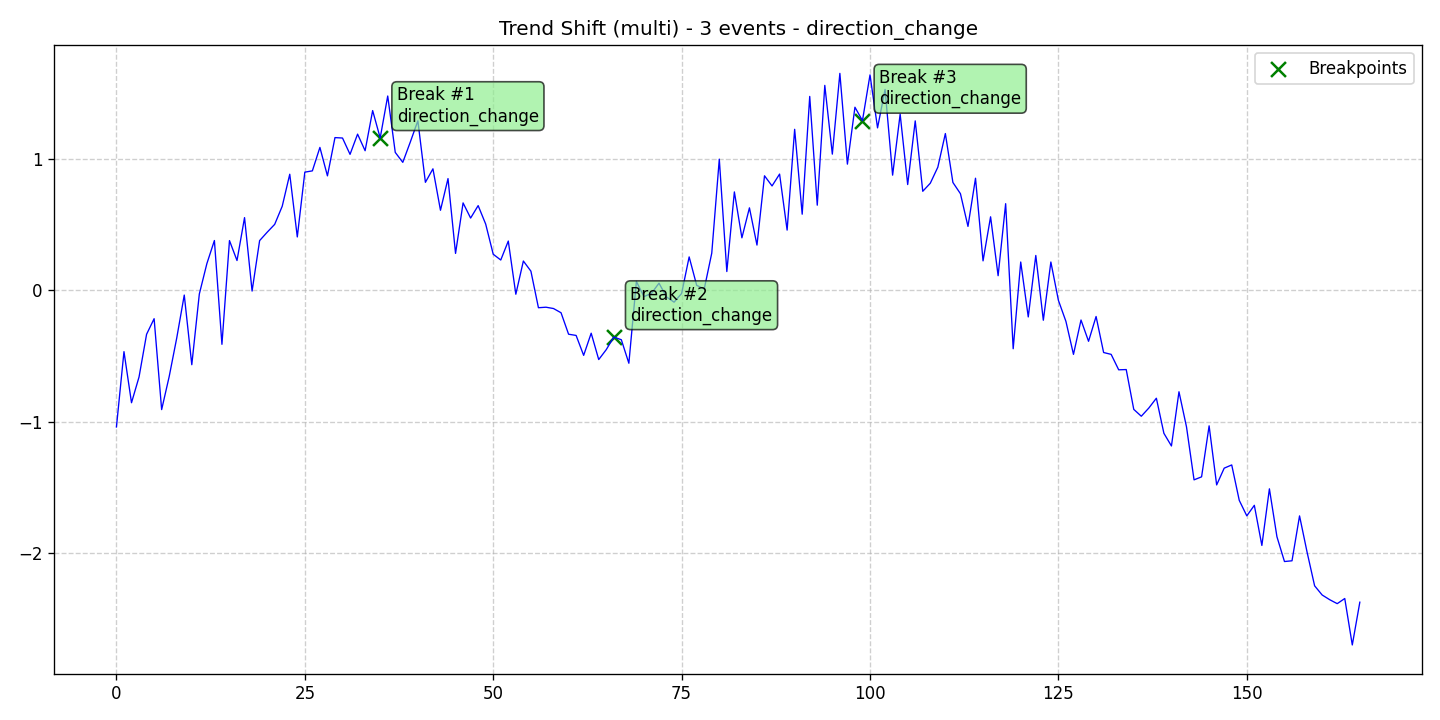 Trend Shift (multi) - 3 events - direction_change
Breakpoints
Break #1
direction_change
Break #2
direction_change
Break #3
direction_change
1
0
−1
−2
0
25
50
75
100
125
150